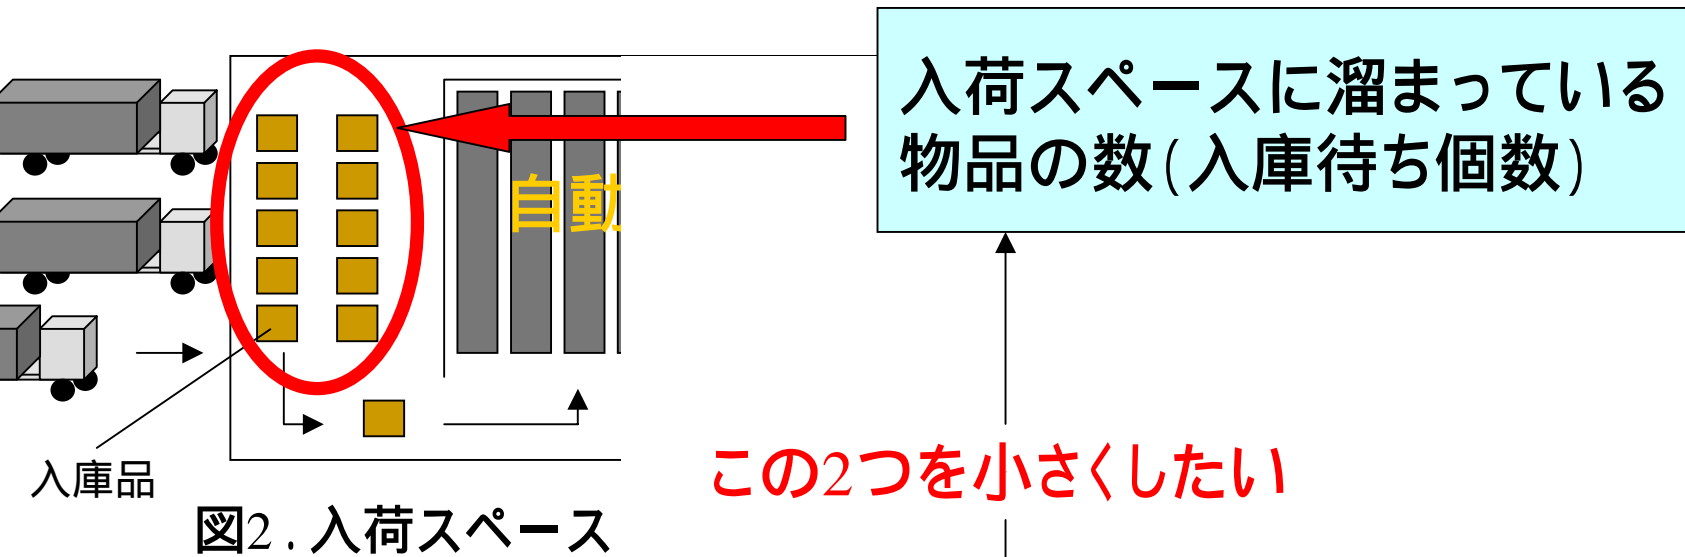 入荷スペースに溜まっている
物品の数(入庫待ち個数)
自動
この2つを小さくしたい
入庫品
図2.入荷スペース